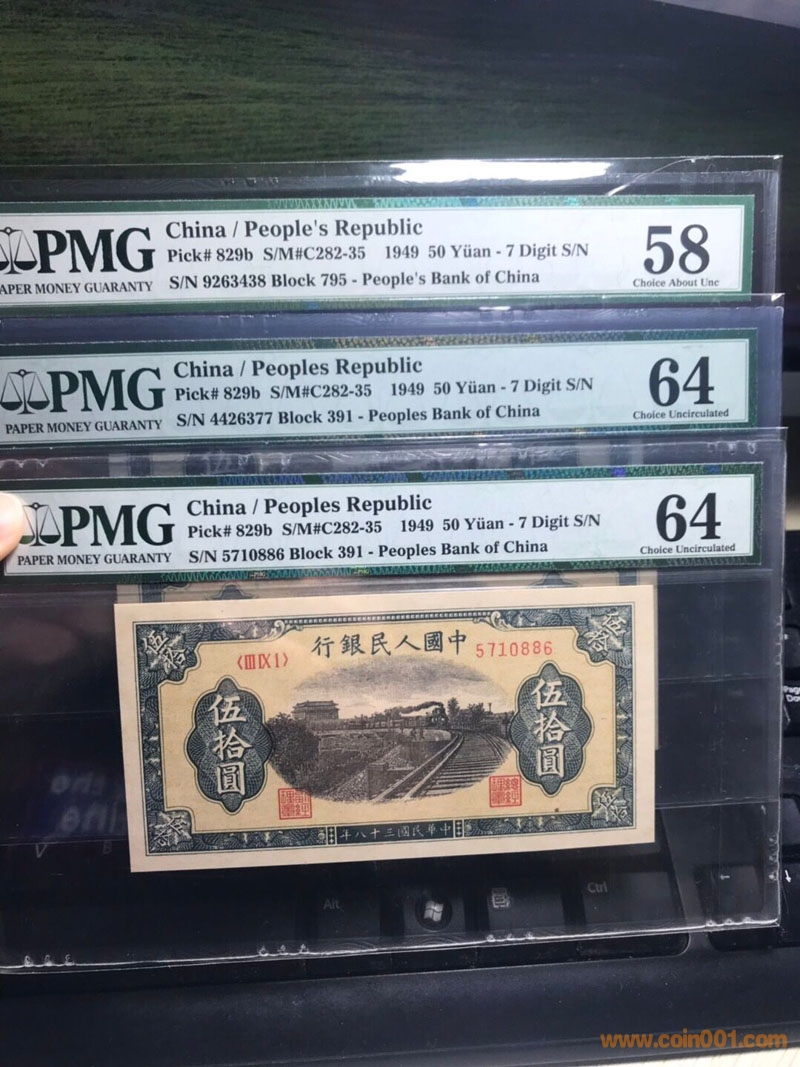 PMG
PAPER MONEY GUARANTY
China / People's Republic
Pick# 829b S/M#C282-35 1949 50 Yüan - 7 Digit S/N
S/N 9263438 Block 795 - People's Bank of China
58
Choice About Unc
PMG
PAPER MONEY GUARANTY
China / Peoples Republic
Pick# 829b S/M#C282-35 1949 50 Yüan - 7 Digit S/N
S/N 4426377 Block 391 - Peoples Bank of China
64
Choice Uncirculated
PMG
PAPER MONEY GUARANTY
China / Peoples Republic
Pick# 829b S/M#C282-35 1949 50 Yüan - 7 Digit S/N
S/N 5710886 Block 391 - Peoples Bank of China
64
Choice Uncirculated
行銀民人國中
〈III IX I〉 5710886
伍拾圓
伍拾圓
年八十三國民華中
Alt
Ctrl
www.coin001.com